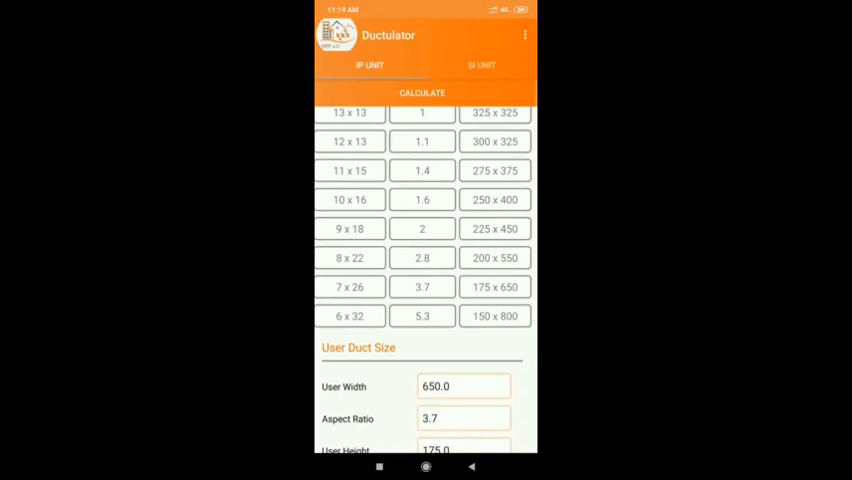 11:19 AM
4G
Ductulator
IP UNIT SI UNIT
CALCULATE
13 x 13 1 325 x 325
12 x 13 1.1 300 x 325
11 x 15 1.4 275 x 375
10 x 16 1.6 250 x 400
9 x 18 2 225 x 450
8 x 22 2.8 200 x 550
7 x 26 3.7 175 x 650
6 x 32 5.3 150 x 800
User Duct Size
User Width 650.0
Aspect Ratio 3.7
User Height 175.0